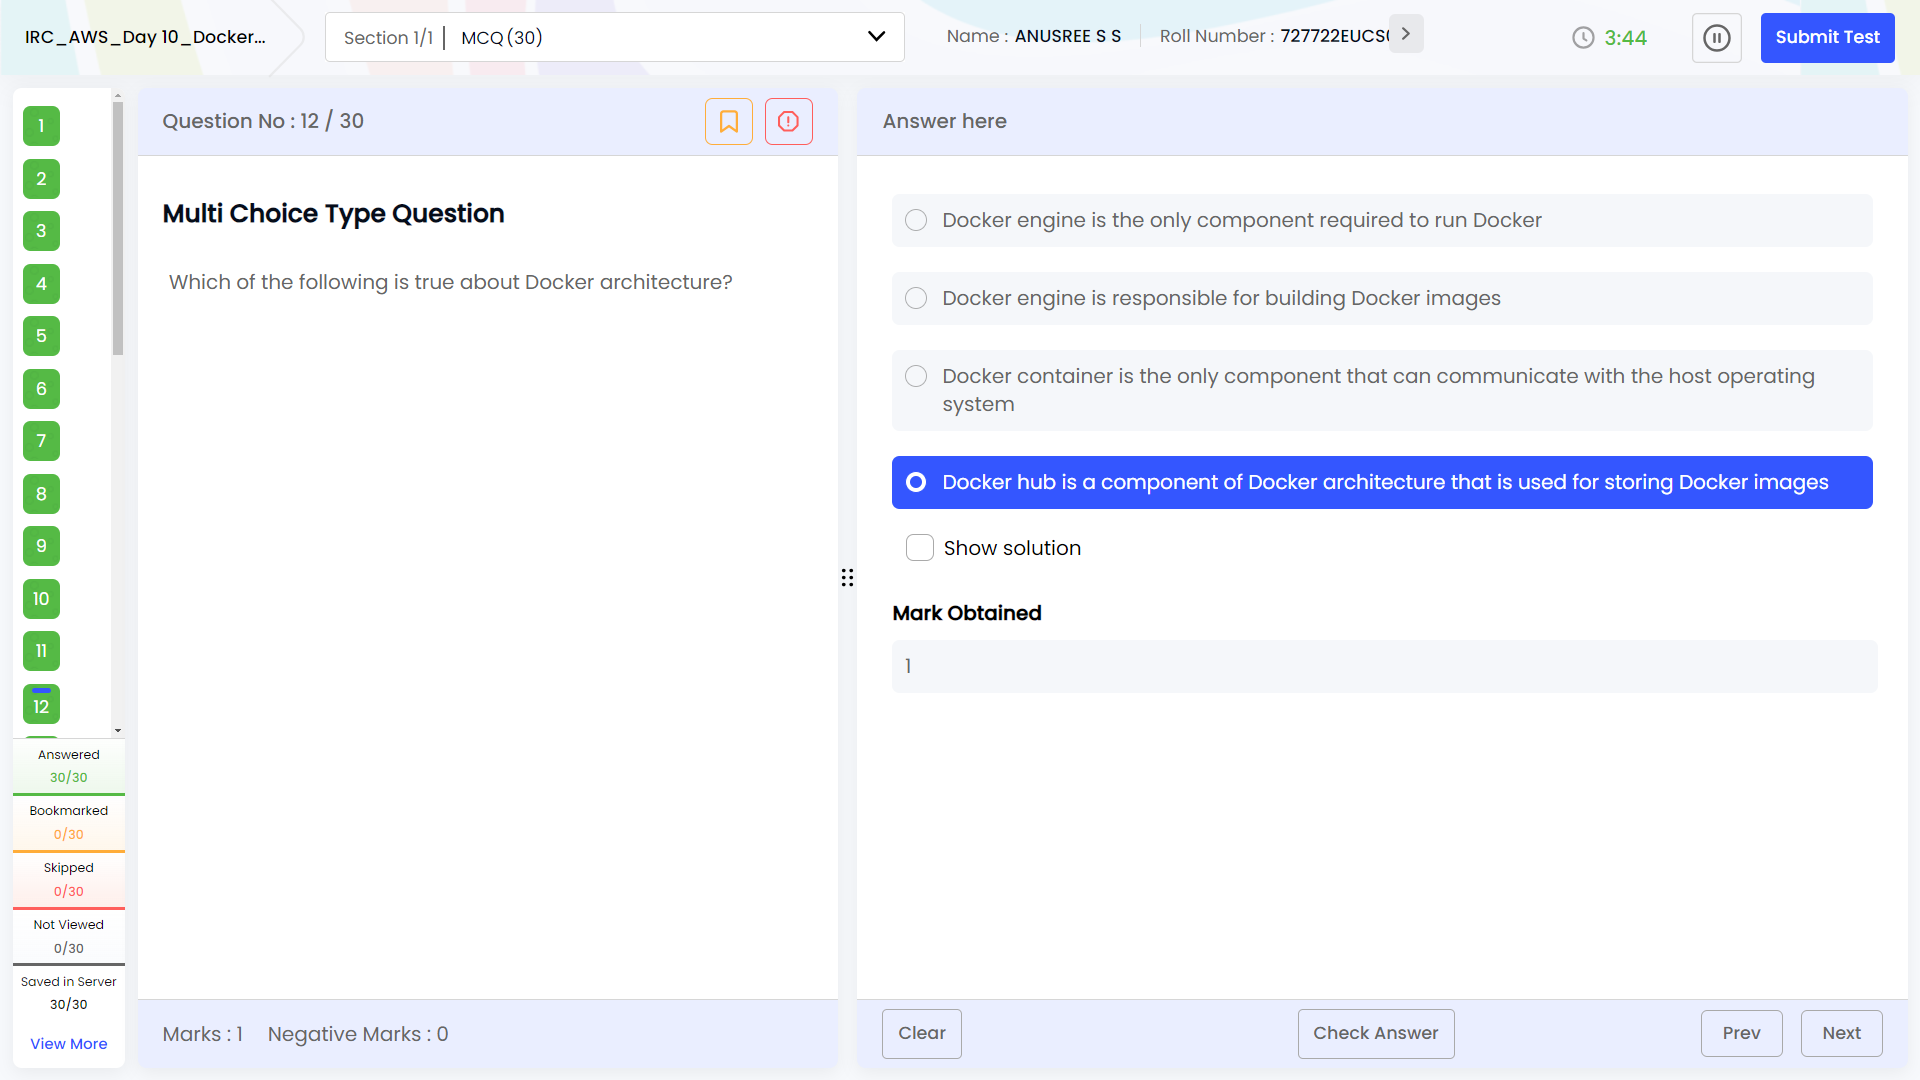 IRC_AWS_Day 10_Docker...
Section 1/1 | MCQ (30)
Name : ANUSREE S S
Roll Number : 727722EUCS
3:44
Submit Test
1
2
3
4
5
6
7
8
9
10
11
12
Answered
30/30
Bookmarked
0/30
Skipped
0/30
Not Viewed
0/30
Saved in Server
30/30
View More
Question No : 12 / 30
Multi Choice Type Question
Which of the following is true about Docker architecture?
Marks : 1 Negative Marks : 0
Answer here
Docker engine is the only component required to run Docker
Docker engine is responsible for building Docker images
Docker container is the only component that can communicate with the host operating
system
Docker hub is a component of Docker architecture that is used for storing Docker images
Show solution
Mark Obtained
1
Clear
Check Answer
Prev
Next